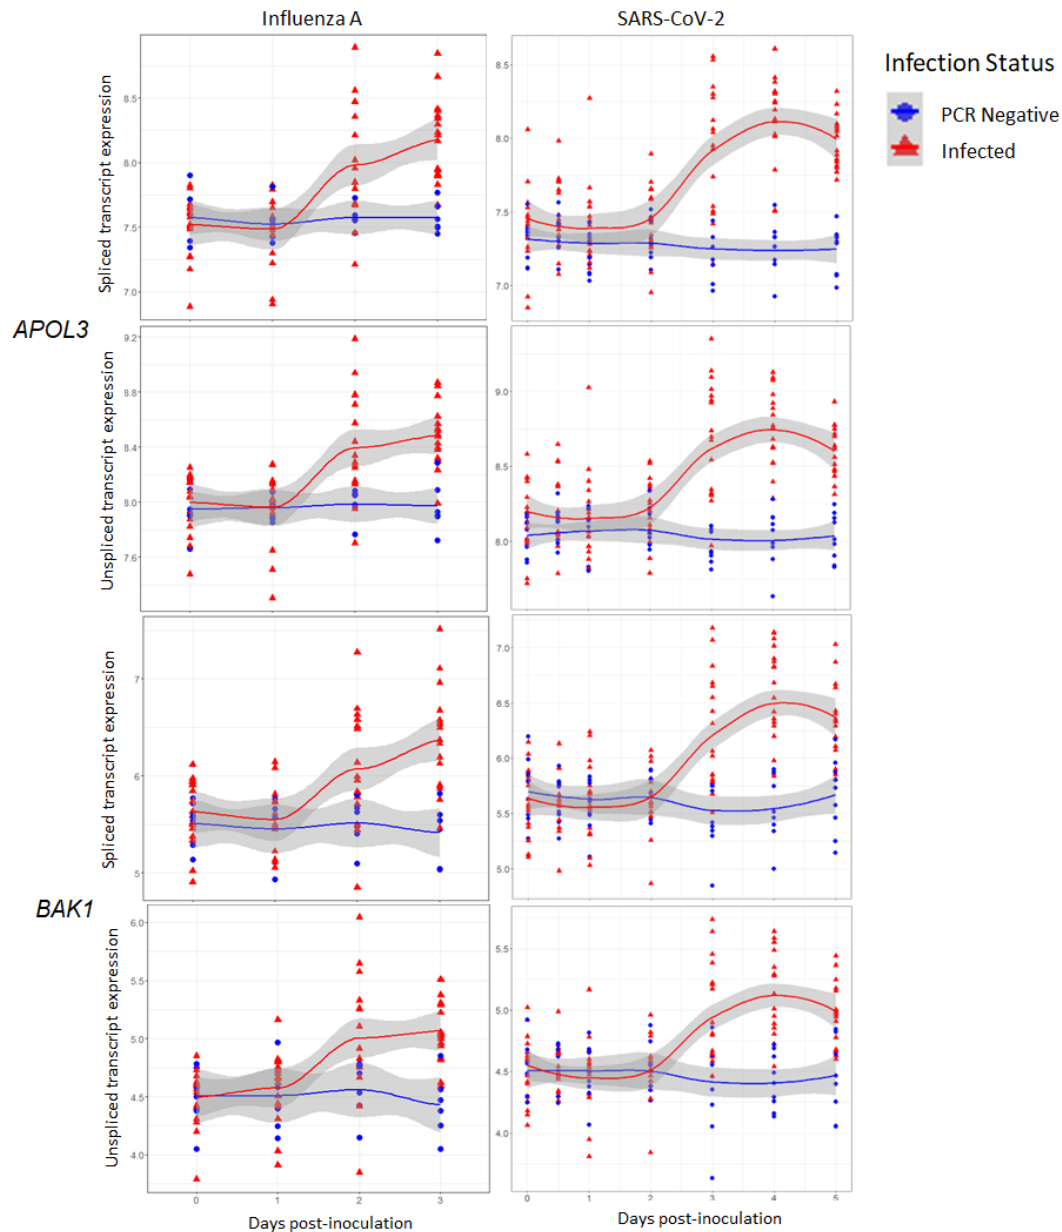 Influenza A
SARS-CoV-2
Infection Status
PCR Negative
Infected
APOL3
Spliced transcript expression
8.5
8.0
7.5
7.0
8.5
8.0
7.5
7.0
Unspliced transcript expression
9.2
8.8
8.4
8.0
7.6
9.0
8.5
8.0
BAK1
Spliced transcript expression
7
6
5
7.0
6.5
6.0
5.5
5.0
Unspliced transcript expression
6.0
5.5
5.0
4.5
4.0
5.5
5.0
4.5
4.0
0 1 2 3
0 1 2 3 4 5
Days post-inoculation
Days post-inoculation